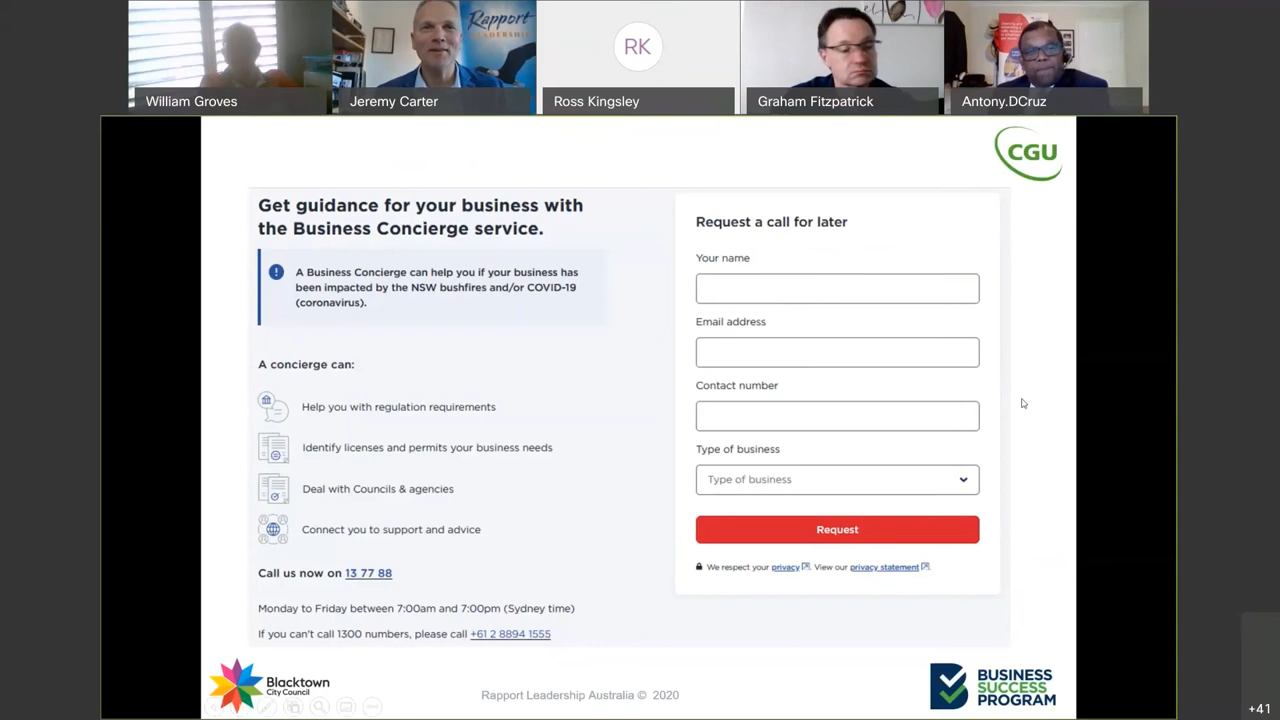 Rapport
LEADERSHIP
RK
William Groves
Jeremy Carter
Ross Kingsley
Graham Fitzpatrick
Antony.DCruz
CGU
Get guidance for your business with
the Business Concierge service.
A Business Concierge can help you if your business has
been impacted by the NSW bushfires and/or COVID-19
(coronavirus).
A concierge can:
Help you with regulation requirements
Identify licenses and permits your business needs
Deal with Councils & agencies
Connect you to support and advice
Call us now on 13 77 88
Monday to Friday between 7:00am and 7:00pm (Sydney time)
If you can't call 1300 numbers, please call +61 2 8894 1555
Request a call for later
Your name
Email address
Contact number
Type of business
Type of business
Request
We respect your privacy. View our privacy statement.
Blacktown
City Council
Rapport Leadership Australia © 2020
BUSINESS
SUCCESS
PROGRAM
+41